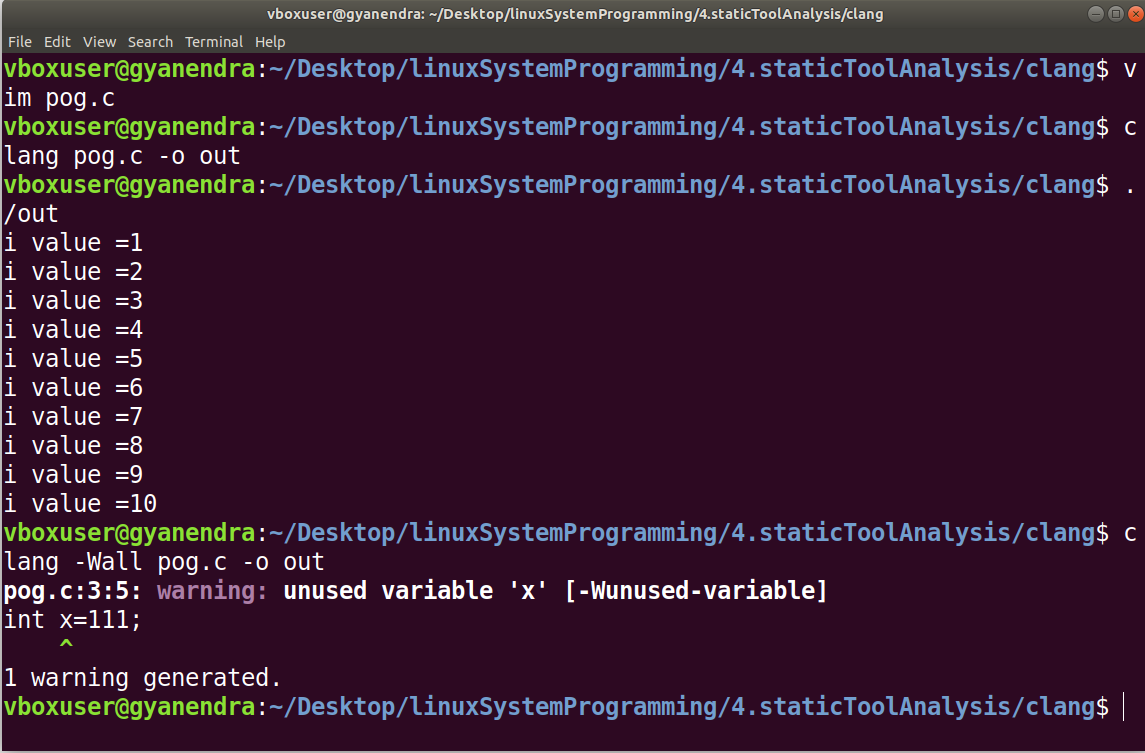 vboxuser@gyanendra: ~/Desktop/linuxSystemProgramming/4.staticToolAnalysis/clang
File Edit View Search Terminal Help
vboxuser@gyanendra:~/Desktop/linuxSystemProgramming/4.staticToolAnalysis/clang$ v
im pog.c
vboxuser@gyanendra:~/Desktop/linuxSystemProgramming/4.staticToolAnalysis/clang$ c
lang pog.c -o out
vboxuser@gyanendra:~/Desktop/linuxSystemProgramming/4.staticToolAnalysis/clang$ .
/out
i value =1
i value =2
i value =3
i value =4
i value =5
i value =6
i value =7
i value =8
i value =9
i value =10
vboxuser@gyanendra:~/Desktop/linuxSystemProgramming/4.staticToolAnalysis/clang$ c
lang -Wall pog.c -o out
pog.c:3:5: warning: unused variable 'x' [-Wunused-variable]
int x=111;
    ^
1 warning generated.
vboxuser@gyanendra:~/Desktop/linuxSystemProgramming/4.staticToolAnalysis/clang$